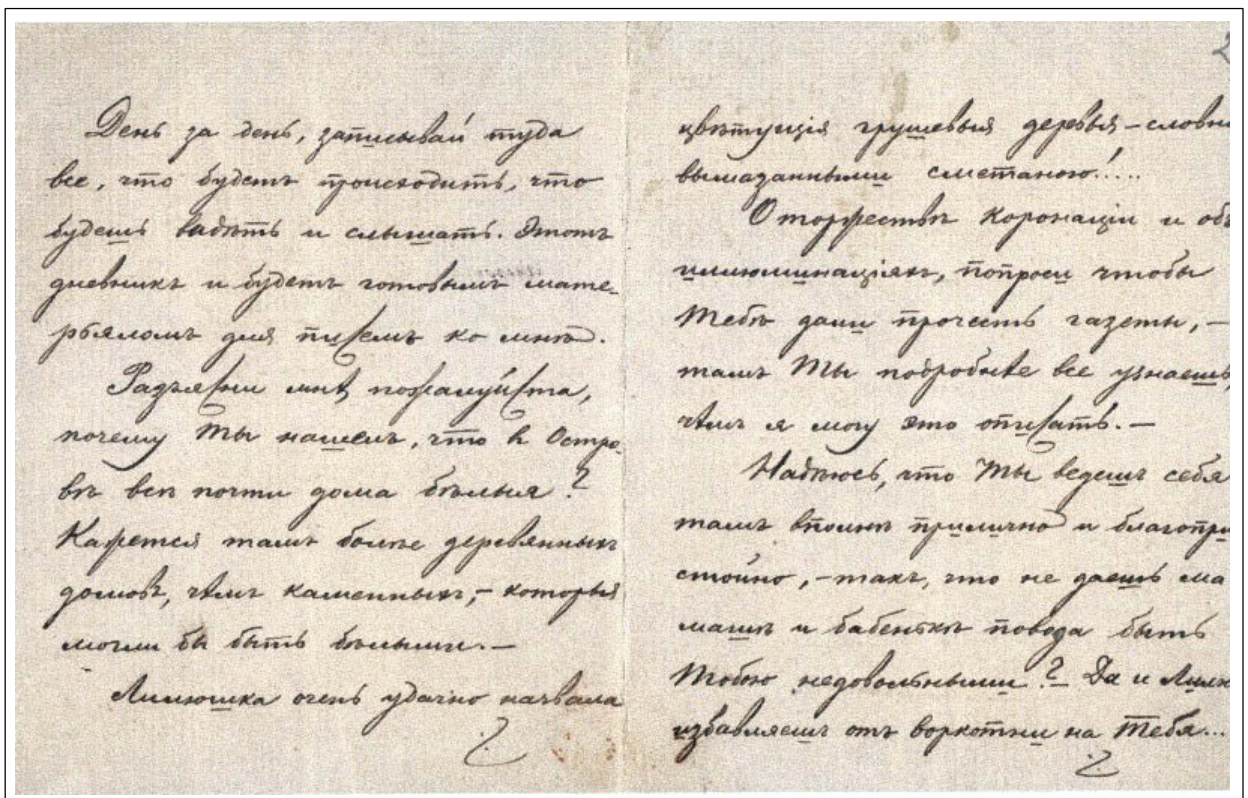 День за день, записывай туда
все, что будетъ происходить, что
будешь видѣть и слышать. Этотъ
дневникъ и будетъ готовымъ мате-
рьяломъ для писемъ ко мнѣ.
Разъясни мнѣ, пожалуйста,
почему Ты нашелъ, что в Остро-
вѣ всѣ почти дома бѣлыя?
Кажется тамъ болѣе деревянныхъ
домовъ, чѣмъ каменныхъ, – которыя
могли бы быть бѣлыми. –
Лилюшка очень удачно назвала
цвѣтущія грушевыя деревья – словно
вымазанными сметаною!....
О торжествѣ Коронаціи и объ
иллюминаціяхъ, попроси чтобы
Тебѣ дали прочесть газеты, –
тамъ Ты подробнѣе все узнаешь,
чѣмъ я могу это описать. –
Надѣюсь, что Ты ведешь себя
тамъ вполнѣ прилично и благопри
стойно, – такъ, что не даешь ма
машѣ и бабенькѣ повода быть
Тобою недовольными? Да и
избавляешь отъ воркотни на Тебя...